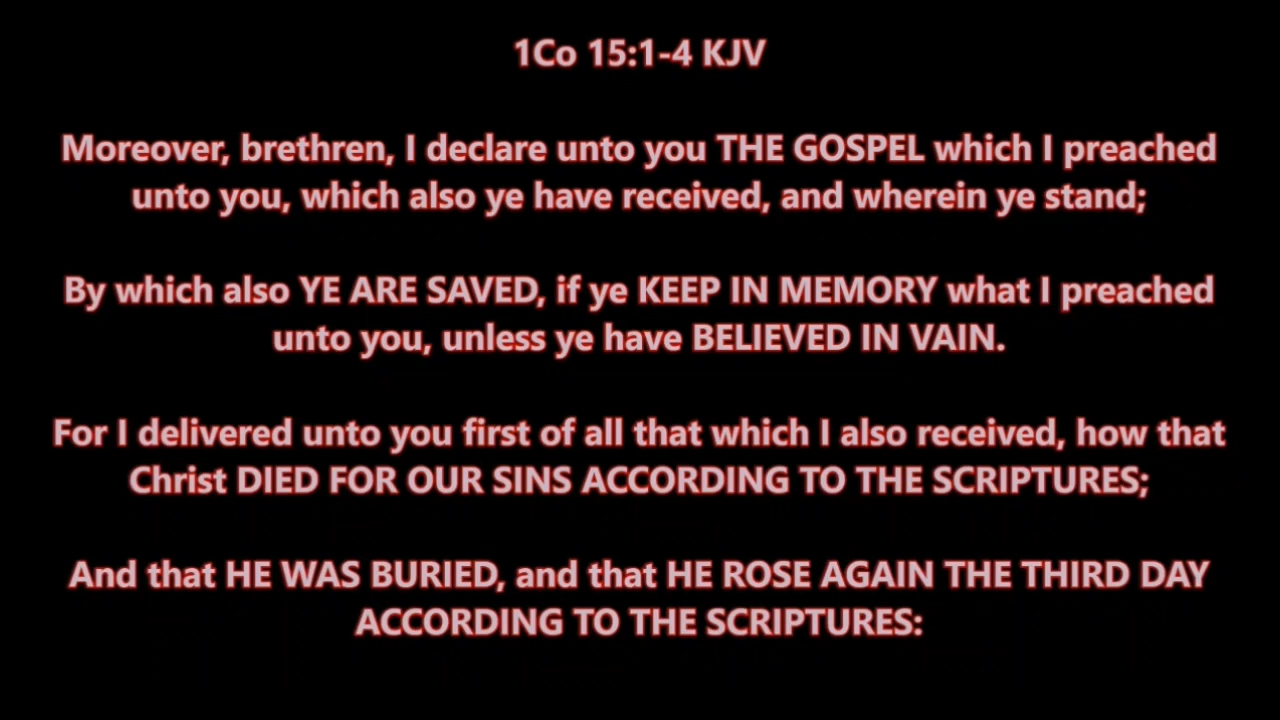 1Co 15:1-4 KJV
Moreover, brethren, I declare unto you THE GOSPEL which I preached
unto you, which also ye have received, and wherein ye stand;
By which also YE ARE SAVED, if ye KEEP IN MEMORY what I preached
unto you, unless ye have BELIEVED IN VAIN.
For I delivered unto you first of all that which I also received, how that
Christ DIED FOR OUR SINS ACCORDING TO THE SCRIPTURES;
And that HE WAS BURIED, and that HE ROSE AGAIN THE THIRD DAY
ACCORDING TO THE SCRIPTURES: